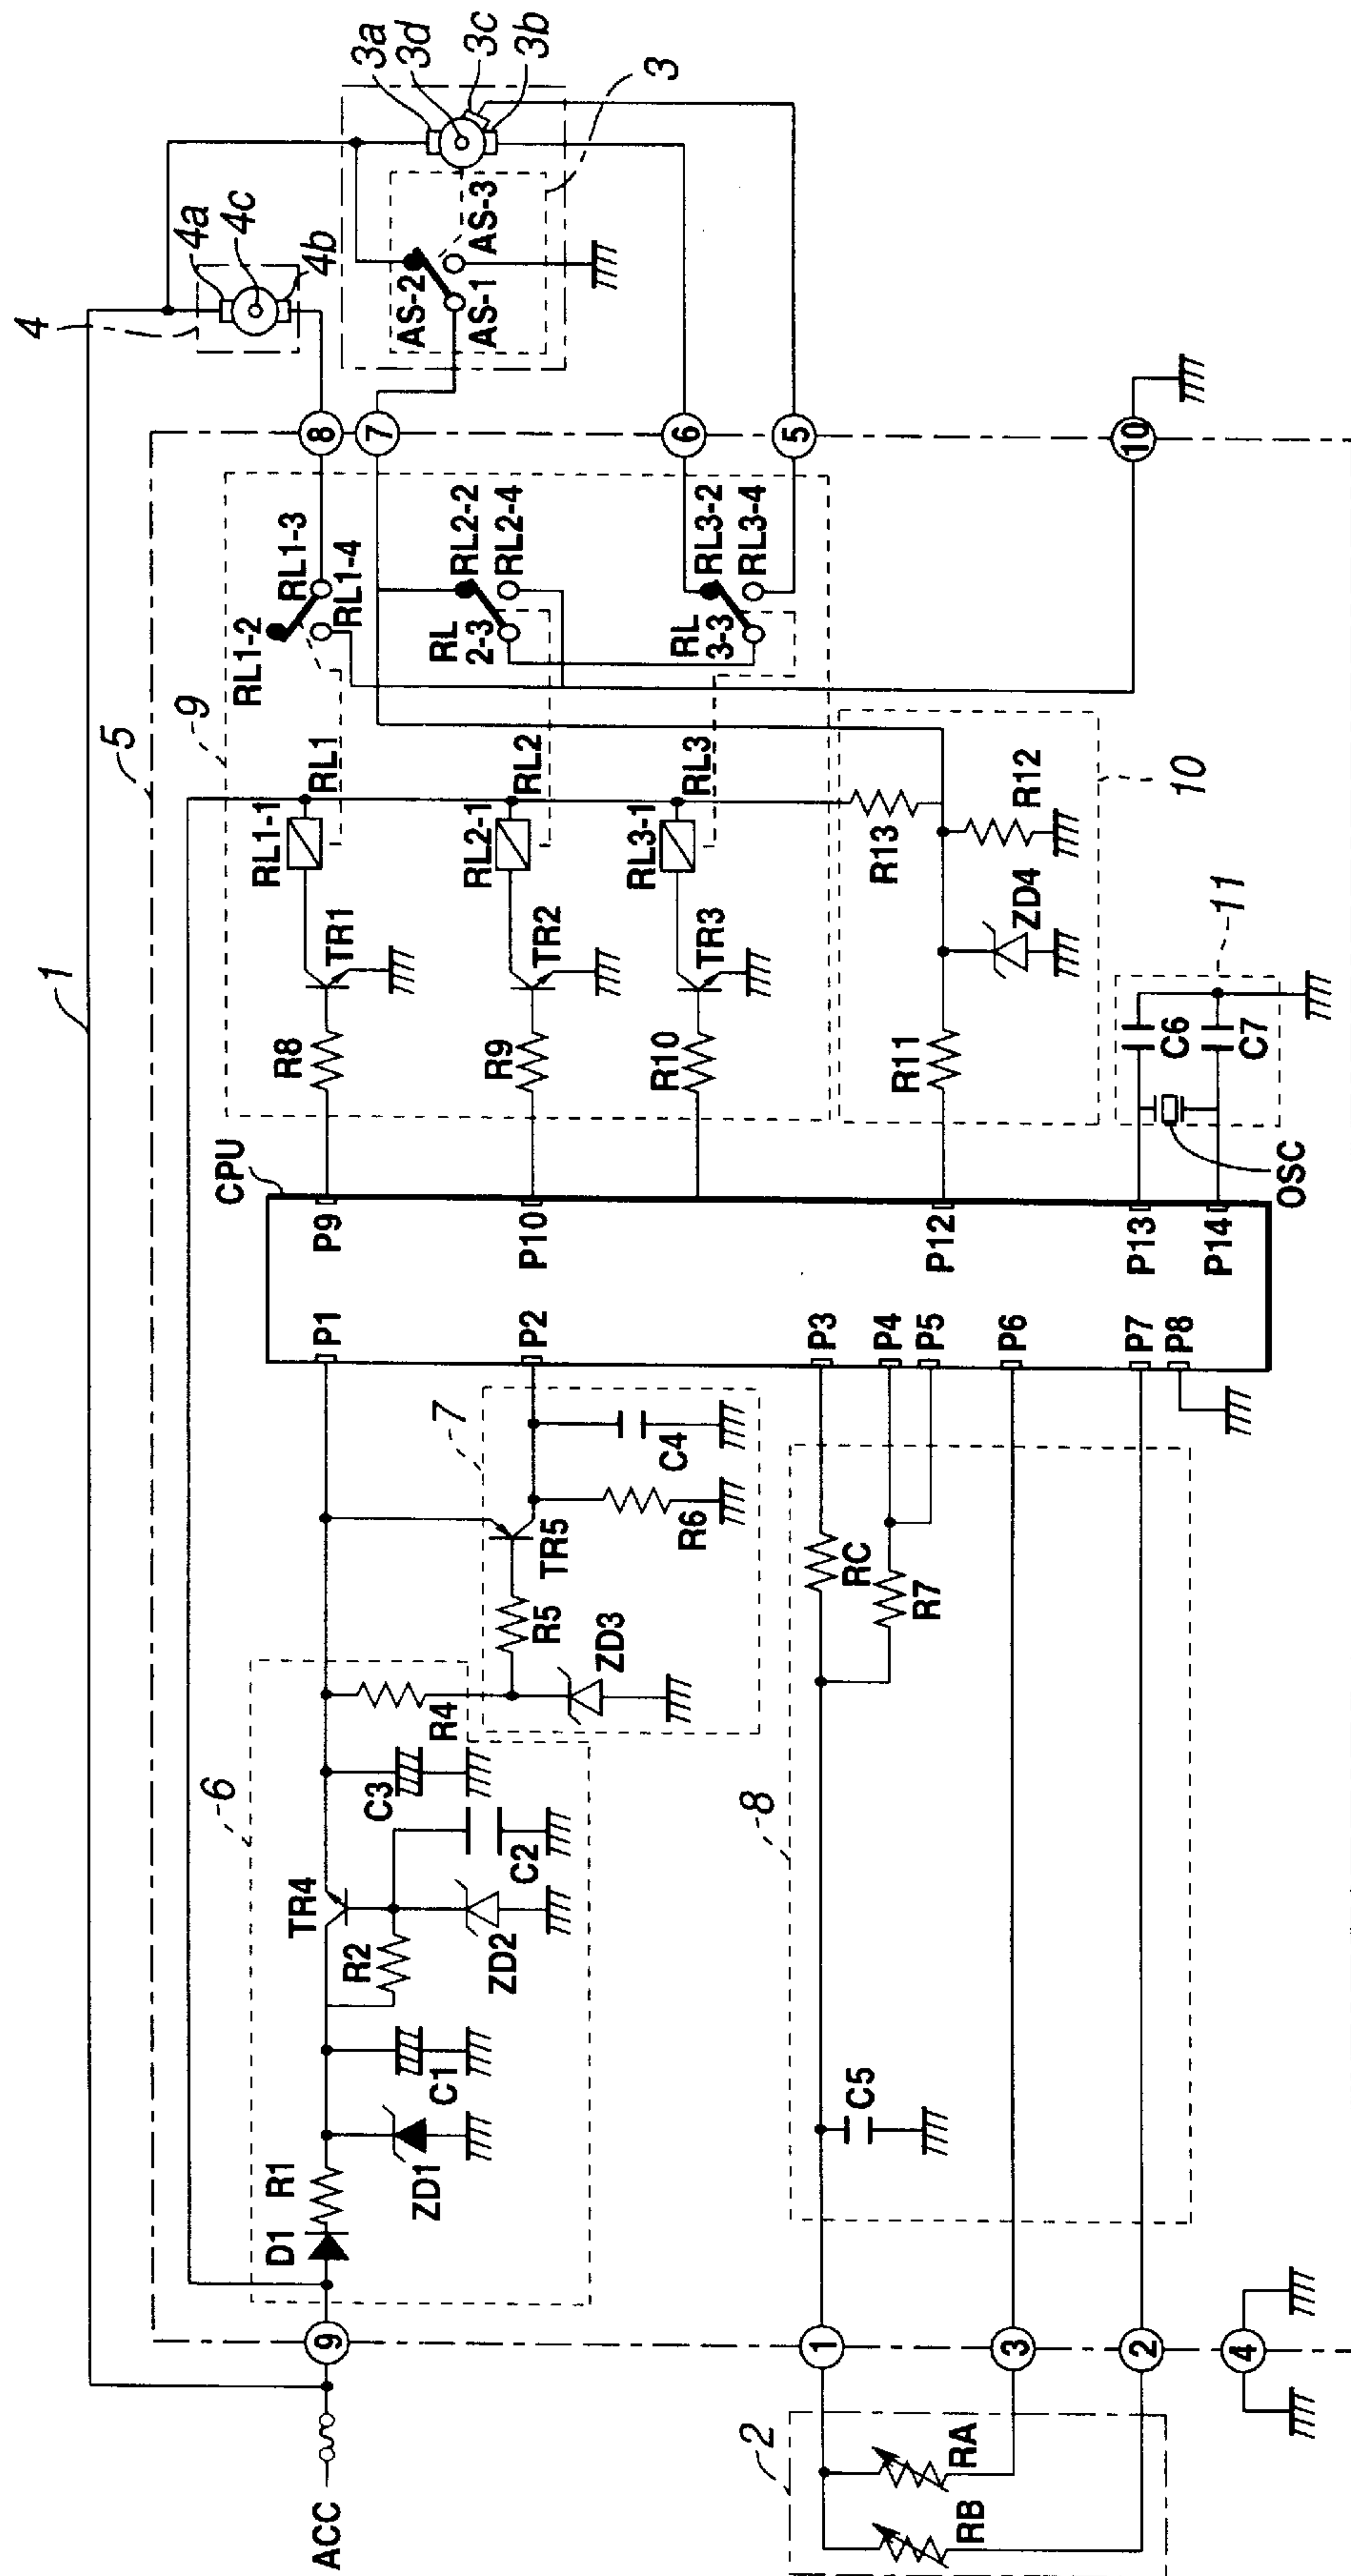 1
5
4
4a
4c
4b
3a
3d
3c
3b
3
AS-2
AS-1
AS-3
8
7
6
5
10
9
RL1-2
RL1-3
RL1-4
RL2-2
RL2-4
RL
2-3
RL3-2
RL3-4
RL
3-3
RL1-1
RL1
RL2-1
RL2
RL3-1
RL3
TR1
TR2
TR3
R8
R9
R10
R13
R12
ZD4
R11
10
11
C6
C7
OSC
CPU
P9
P10
P12
P13
P14
P1
P2
P3
P4
P5
P6
P7
P8
7
C4
R6
TR5
R5
ZD3
R4
6
C3
C2
TR4
R2
ZD2
C1
ZD1
R1
D1
8
RC
R7
C5
9
1
3
2
4
ACC
2
RA
RB